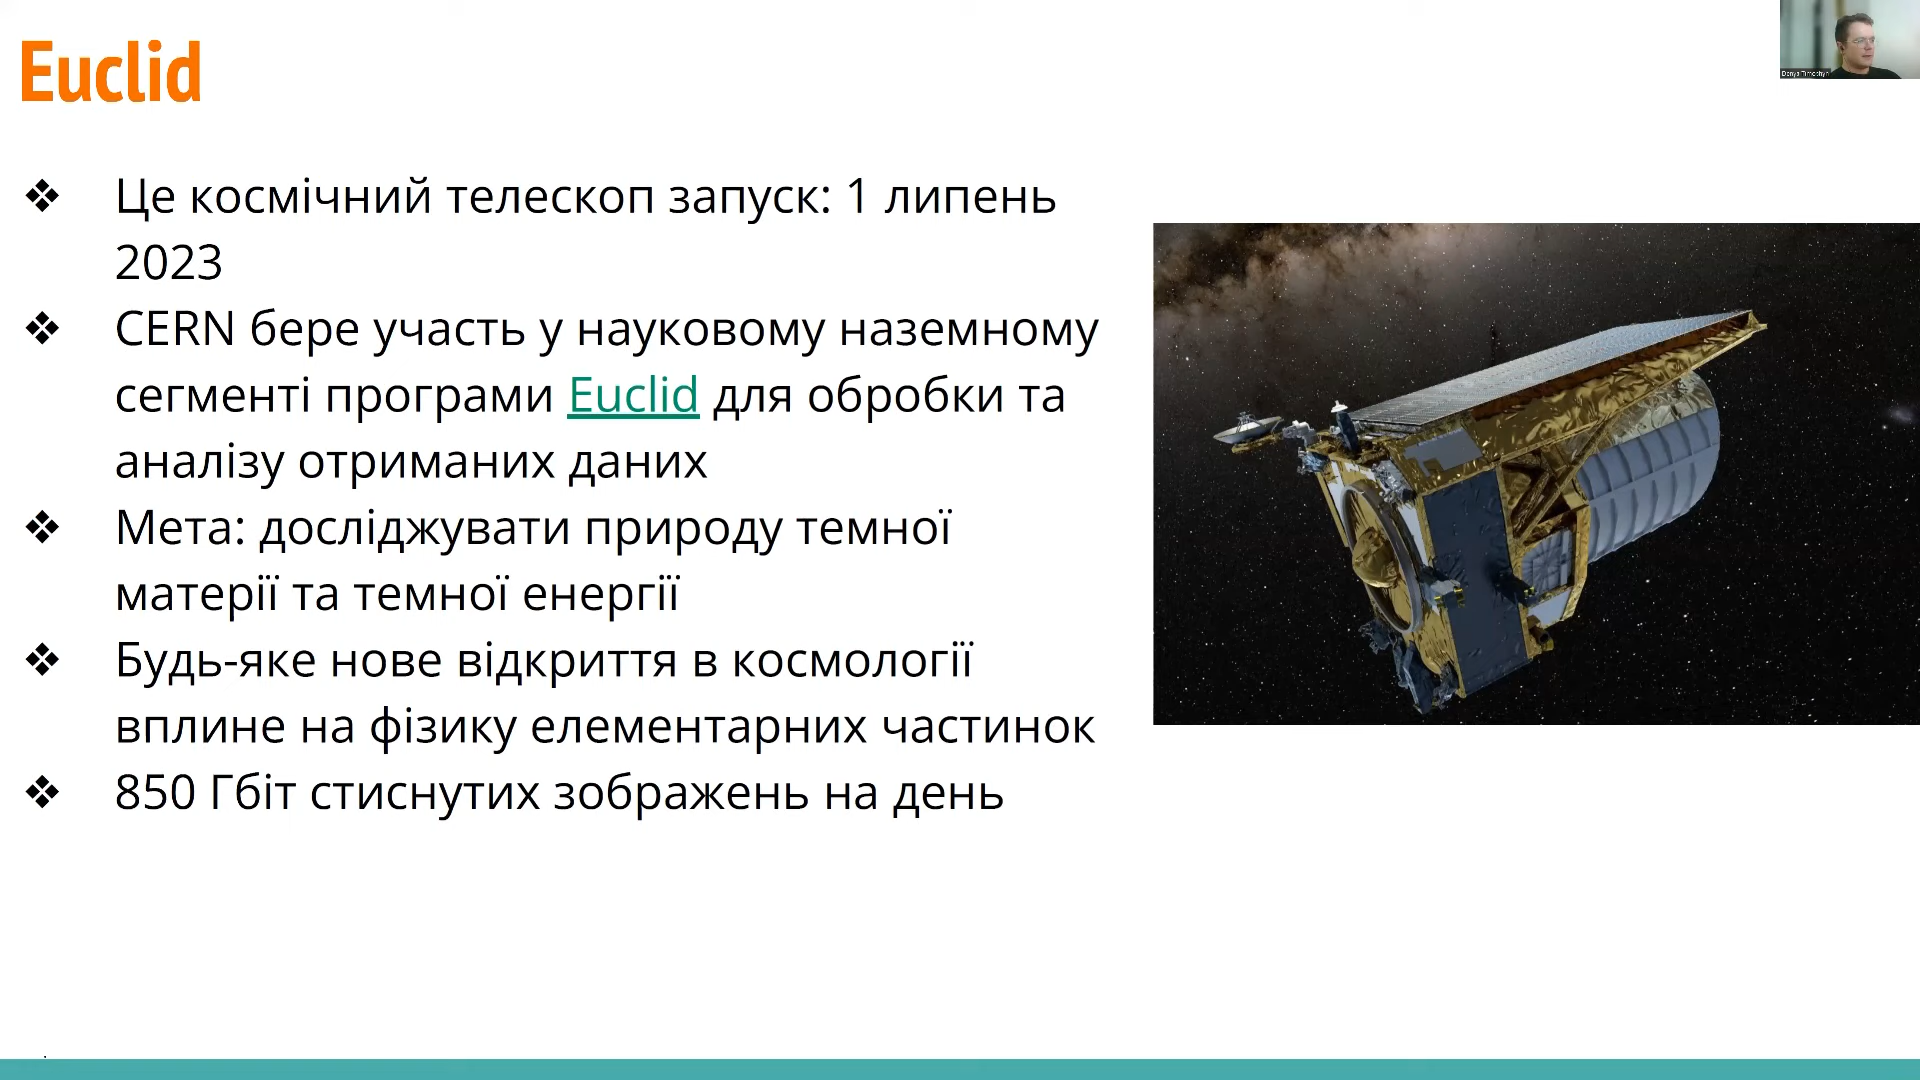 Euclid
Це космічний телескоп запуск: 1 липень
2023
CERN бере участь у науковому наземному
сегменті програми Euclid для обробки та
аналізу отриманих даних
Мета: досліджувати природу темної
матерії та темної енергії
Будь-яке нове відкриття в космології
вплине на фізику елементарних частинок
850 Гбіт стиснутих зображень на день